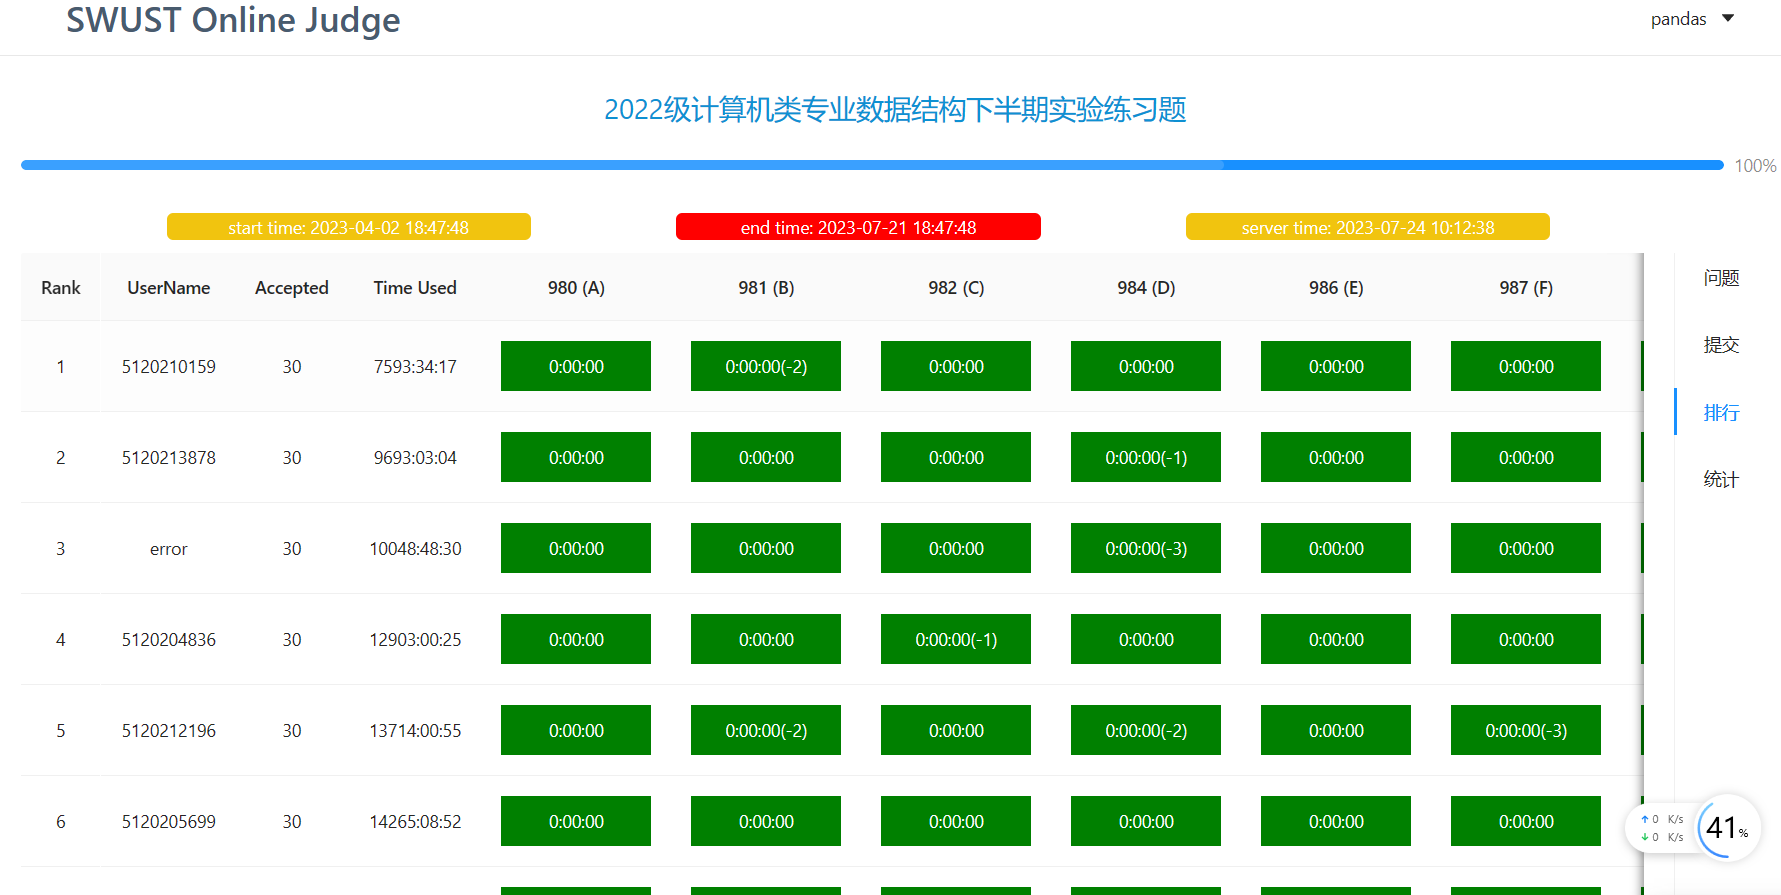 SWUST Online Judge
pandas
2022级计算机类专业数据结构下半期实验练习题
100%
start time: 2023-04-02 18:47:48
end time: 2023-07-21 18:47:48
server time: 2023-07-24 10:12:38
Rank UserName Accepted Time Used 980 (A) 981 (B) 982 (C) 984 (D) 986 (E) 987 (F)
1 5120210159 30 7593:34:17 0:00:00 0:00:00(-2) 0:00:00 0:00:00 0:00:00 0:00:00
2 5120213878 30 9693:03:04 0:00:00 0:00:00 0:00:00 0:00:00(-1) 0:00:00 0:00:00
3 error 30 10048:48:30 0:00:00 0:00:00 0:00:00 0:00:00(-3) 0:00:00 0:00:00
4 5120204836 30 12903:00:25 0:00:00 0:00:00 0:00:00(-1) 0:00:00 0:00:00 0:00:00
5 5120212196 30 13714:00:55 0:00:00 0:00:00(-2) 0:00:00 0:00:00(-2) 0:00:00 0:00:00(-3)
6 5120205699 30 14265:08:52 0:00:00 0:00:00 0:00:00 0:00:00 0:00:00 0:00:00
问题
提交
排行
统计
↑ 0 K/s
↓ 0 K/s
41%